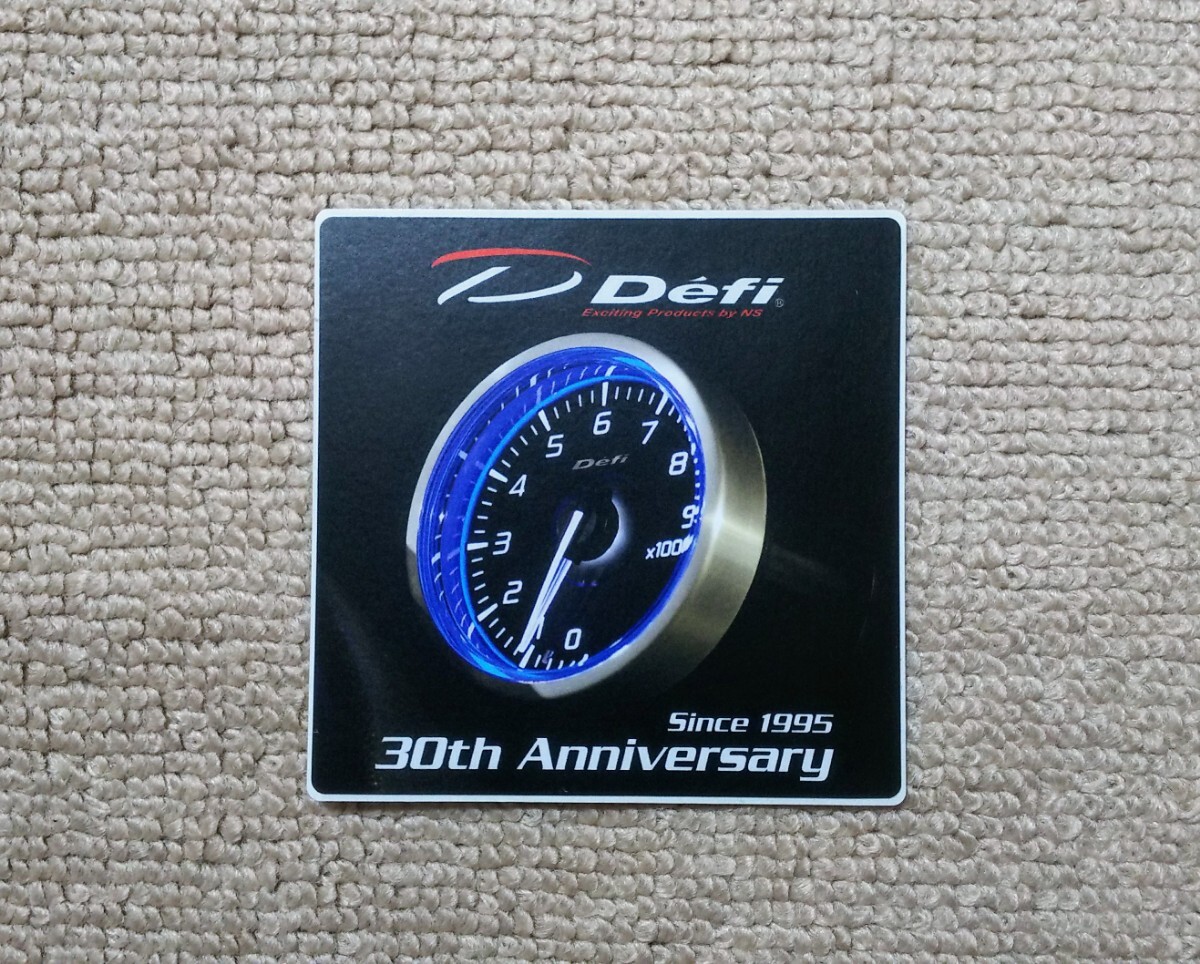 Défi®
Exciting Products by NS
6
5
7
4
8
Défi
9
3
x100
2
0
Since 1995
30th Anniversary